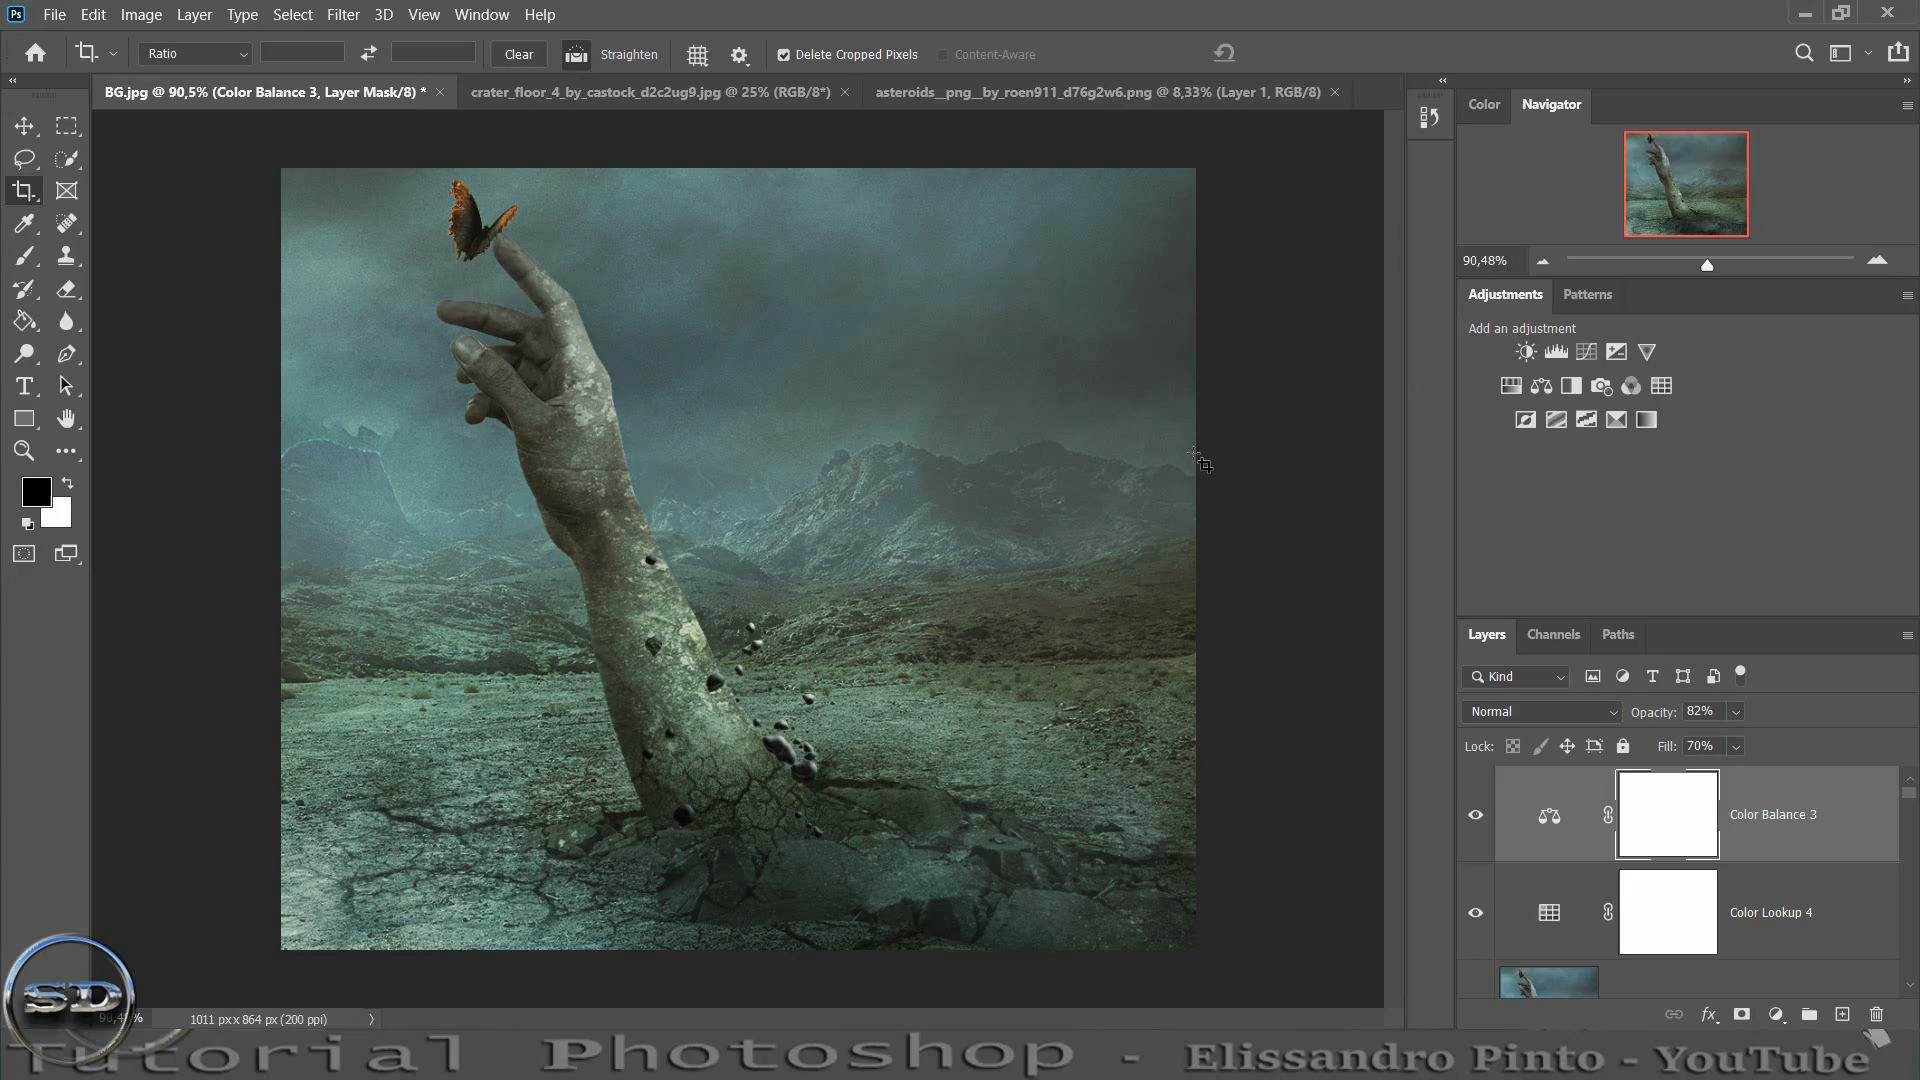 Ps File Edit Image Layer Type Select Filter 3D View Window Help
Ratio Clear Straighten Delete Cropped Pixels Content-Aware
BG.jpg @ 90,5% (Color Balance 3, Layer Mask/8) * crater_floor_4_by_castock_d2c2ug9.jpg @ 25% (RGB/8*) asteroids__png__by_roen911_d76g2w6.png @ 8,33% (Layer 1, RGB/8)
Color Navigator
90,48%
Adjustments Patterns
Add an adjustment
Layers Channels Paths
Kind
Normal Opacity: 82%
Lock: Fill: 70%
Color Balance 3
Color Lookup 4
fx
SD
90,48% 1011 px x 864 px (200 ppi)
Tutorial Photoshop - Elissandro Pinto - YouTube